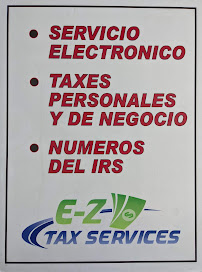 • SERVICIO
ELECTRONICO
• TAXES
PERSONALES
Y DE NEGOCIO
• NUMEROS
DEL IRS
E-Z
TAX SERVICES